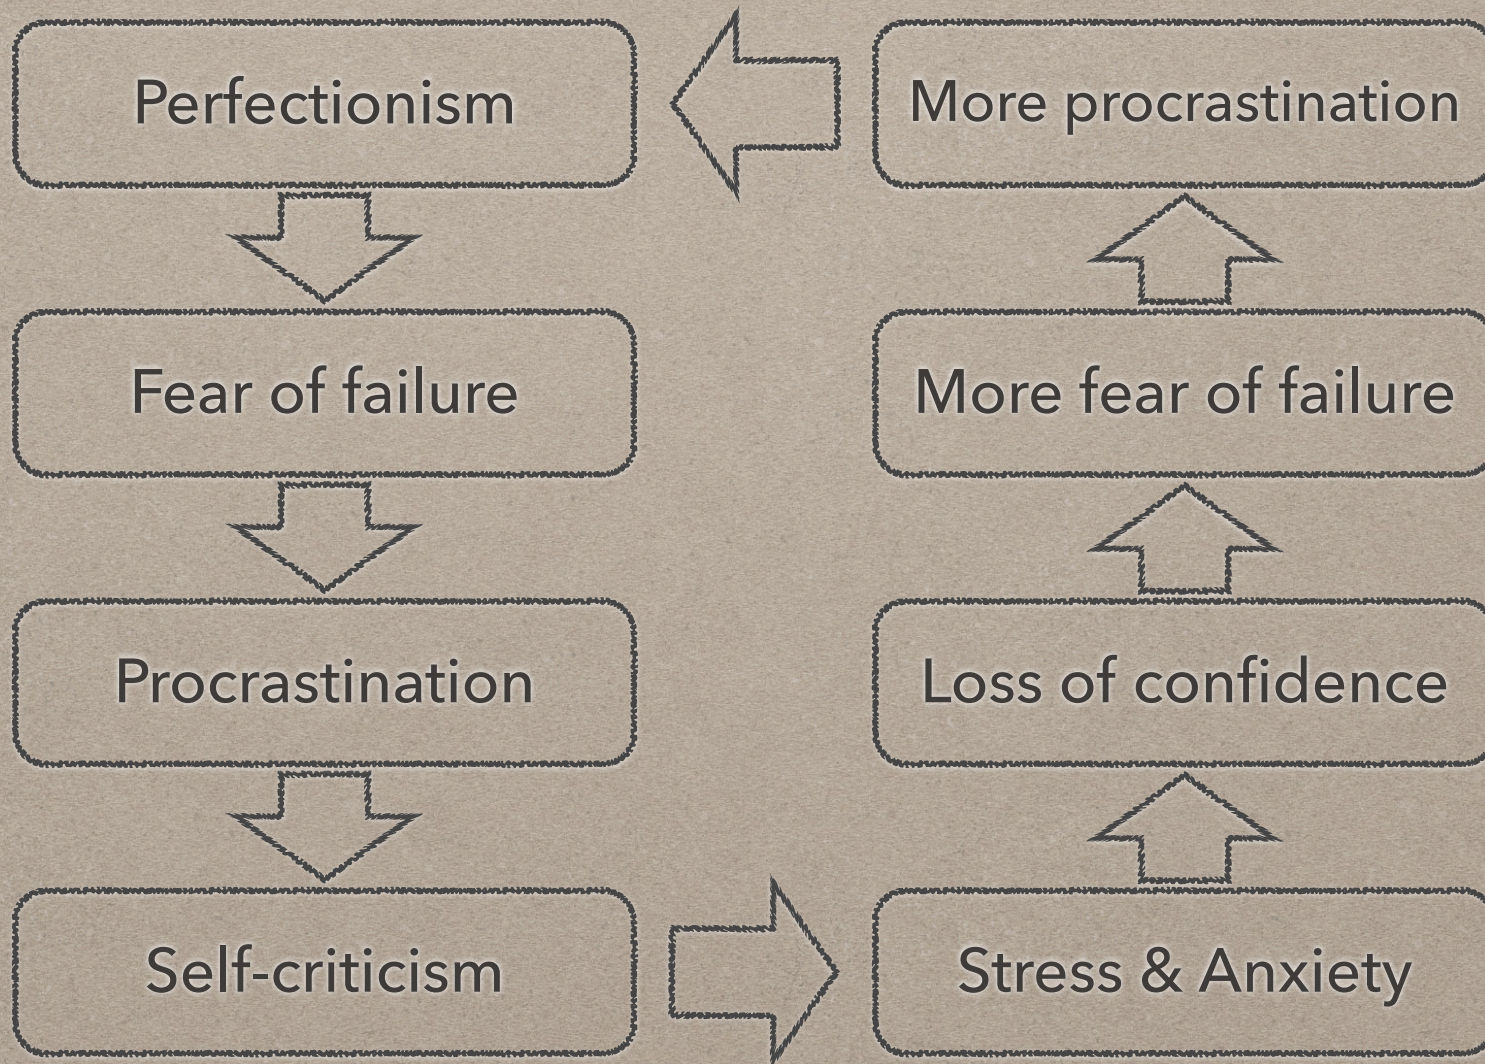 Perfectionism
Fear of failure
Procrastination
Self-criticism
Stress & Anxiety
Loss of confidence
More fear of failure
More procrastination